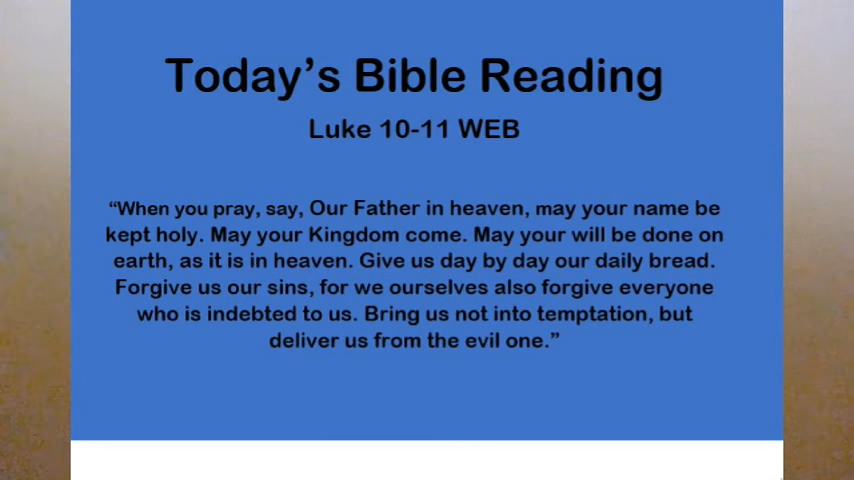 Today’s Bible Reading
Luke 10-11 WEB
“When you pray, say, Our Father in heaven, may your name be
kept holy. May your Kingdom come. May your will be done on
earth, as it is in heaven. Give us day by day our daily bread.
Forgive us our sins, for we ourselves also forgive everyone
who is indebted to us. Bring us not into temptation, but
deliver us from the evil one.”